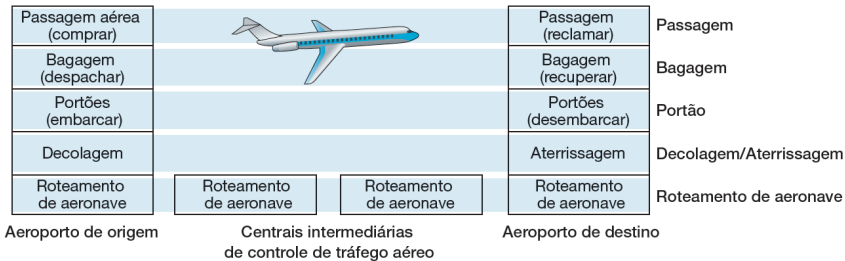 Passagem aérea
(comprar)
Passagem
(reclamar)
Passagem
Bagagem
(despachar)
Bagagem
(recuperar)
Bagagem
Portões
(embarcar)
Portões
(desembarcar)
Portão
Decolagem
Aterrissagem
Decolagem/Aterrissagem
Roteamento
de aeronave
Roteamento
de aeronave
Roteamento
de aeronave
Roteamento
de aeronave
Roteamento de aeronave
Aeroporto de origem
Centrais intermediárias
de controle de tráfego aéreo
Aeroporto de destino